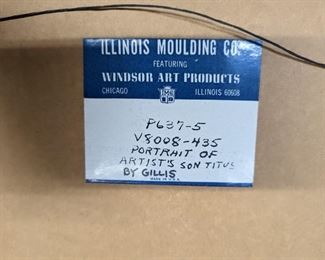 ILLINOIS MOULDING CO.
FEATURING
WINDSOR ART PRODUCTS
CHICAGO ILLINOIS 60608
P637-5
V8008-435
PORTRAIT OF
ARTIST'S SON TITUS
BY GILLIS
MADE IN U.S.A.